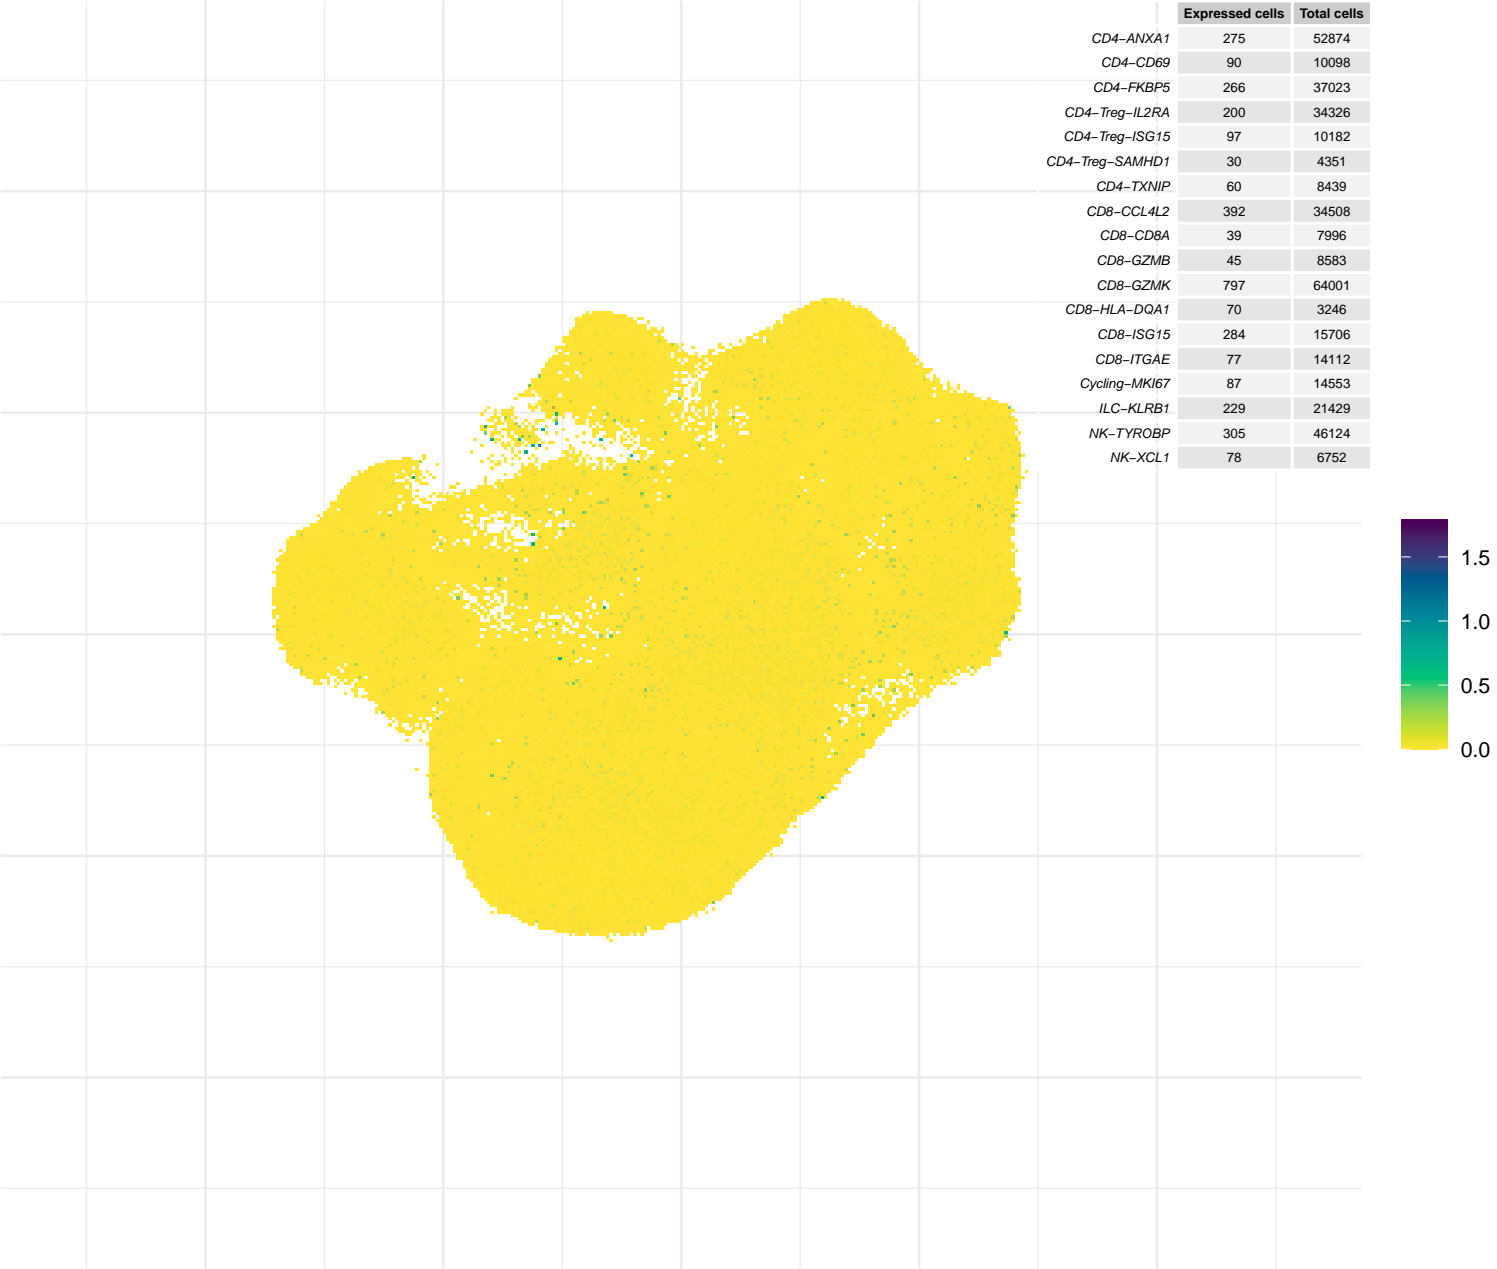 Expressed cells Total cells
CD4−ANXA1 275 52874
CD4−CD69 90 10098
CD4−FKBP5 266 37023
CD4−Treg−IL2RA 200 34326
CD4−Treg−ISG15 97 10182
CD4−Treg−SAMHD1 30 4351
CD4−TXNIP 60 8439
CD8−CCL4L2 392 34508
CD8−CD8A 39 7996
CD8−GZMB 45 8583
CD8−GZMK 797 64001
CD8−HLA−DQA1 70 3246
CD8−ISG15 284 15706
CD8−ITGAE 77 14112
Cycling−MKI67 87 14553
ILC−KLRB1 229 21429
NK−TYROBP 305 46124
NK−XCL1 78 6752
1.5
1.0
0.5
0.0